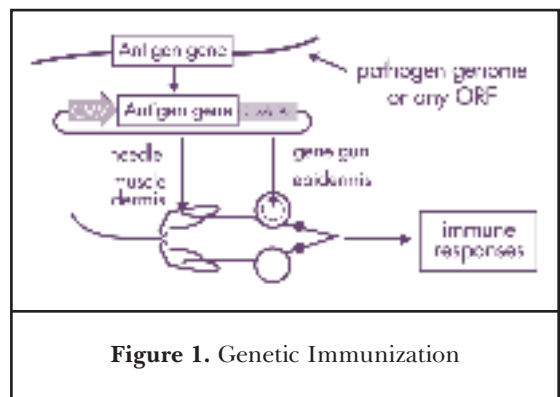 Antigen gene
pathogen genome
or any ORF
Antigen gene
needle
muscle
dermis
gene gun
epidermis
immune
responses
Figure 1. Genetic Immunization